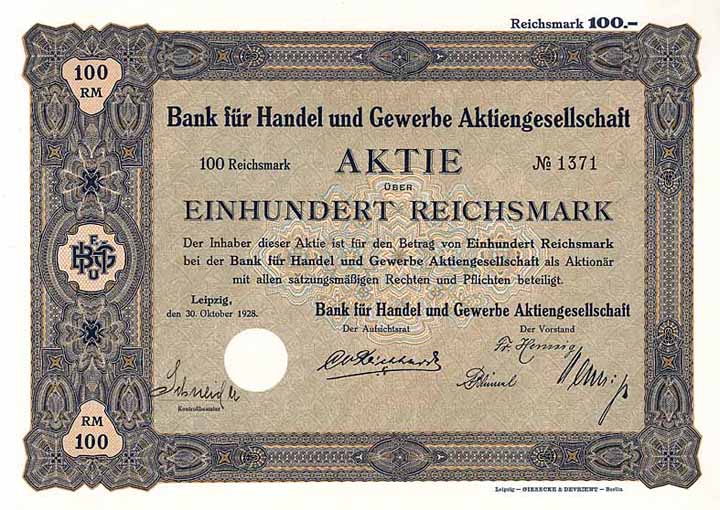 Reichsmark 100.–
100
RM
Bank für Handel und Gewerbe Aktiengesellschaft
100 Reichsmark AKTIE № 1371
ÜBER
EINHUNDERT REICHSMARK
Der Inhaber dieser Aktie ist für den Betrag von Einhundert Reichsmark
bei der Bank für Handel und Gewerbe Aktiengesellschaft als Aktionär
mit allen satzungsmäßigen Rechten und Pflichten beteiligt.
Leipzig,
den 30. Oktober 1928.
Bank für Handel und Gewerbe Aktiengesellschaft
Der Aufsichtsrat Der Vorstand
Fr. Hennig
Schneider
Kontrollbeamter
RM
100
Leipzig – GIESECKE & DEVRIENT – Berlin